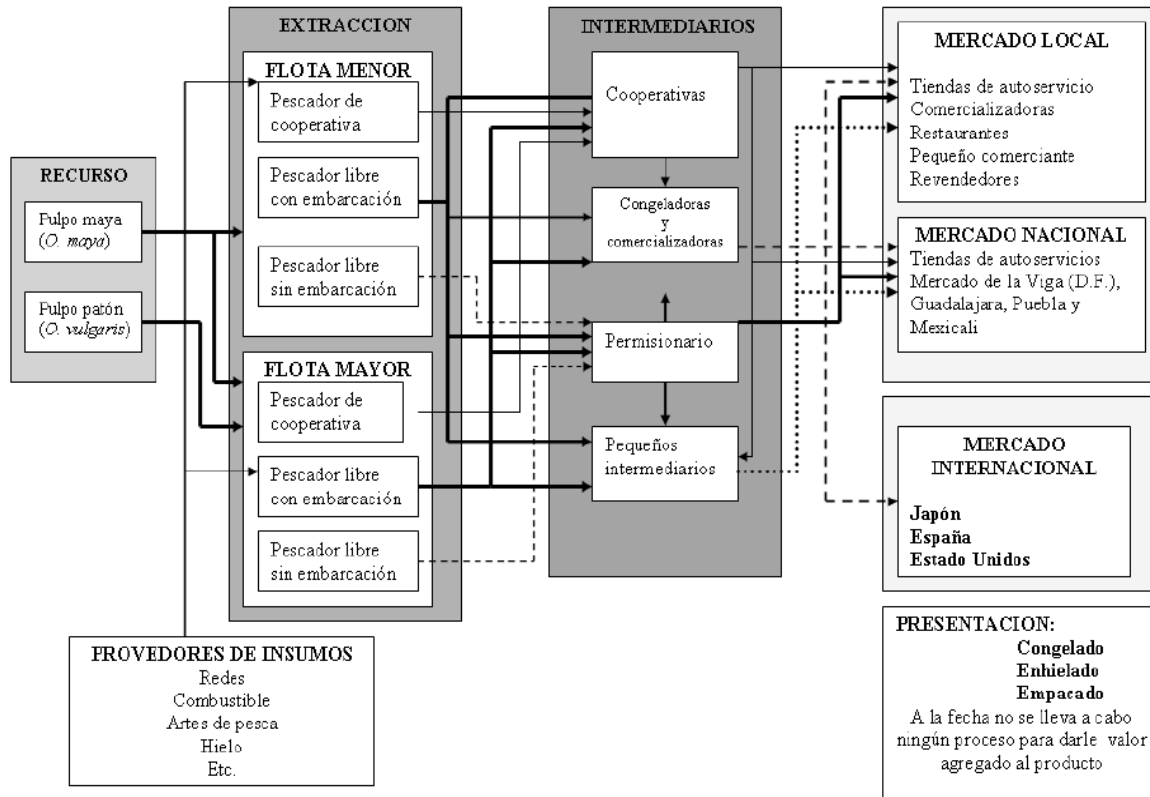 RECURSO
Pulpo maya
(O. maya)
Pulpo patón
(O. vulgaris)
EXTRACCION
FLOTA MENOR
Pescador de
cooperativa
Pescador libre
con embarcación
Pescador libre
sin embarcación
FLOTA MAYOR
Pescador de
cooperativa
Pescador libre
con embarcación
Pescador libre
sin embarcación
PROVEDORES DE INSUMOS
Redes
Combustible
Artes de pesca
Hielo
Etc.
INTERMEDIARIOS
Cooperativas
Congeladoras
y
comercializadoras
Permisionario
Pequeños
intermediarios
MERCADO LOCAL
Tiendas de autoservicio
Comercializadoras
Restaurantes
Pequeño comerciante
Revendedores
MERCADO NACIONAL
Tiendas de autoservicios
Mercado de la Viga (D.F.),
Guadalajara, Puebla y
Mexicali
MERCADO
INTERNACIONAL
Japón
España
Estado Unidos
PRESENTACION:
Congelado
Enhielado
Empacado
A la fecha no se lleva a cabo
ningún proceso para darle valor
agregado al producto